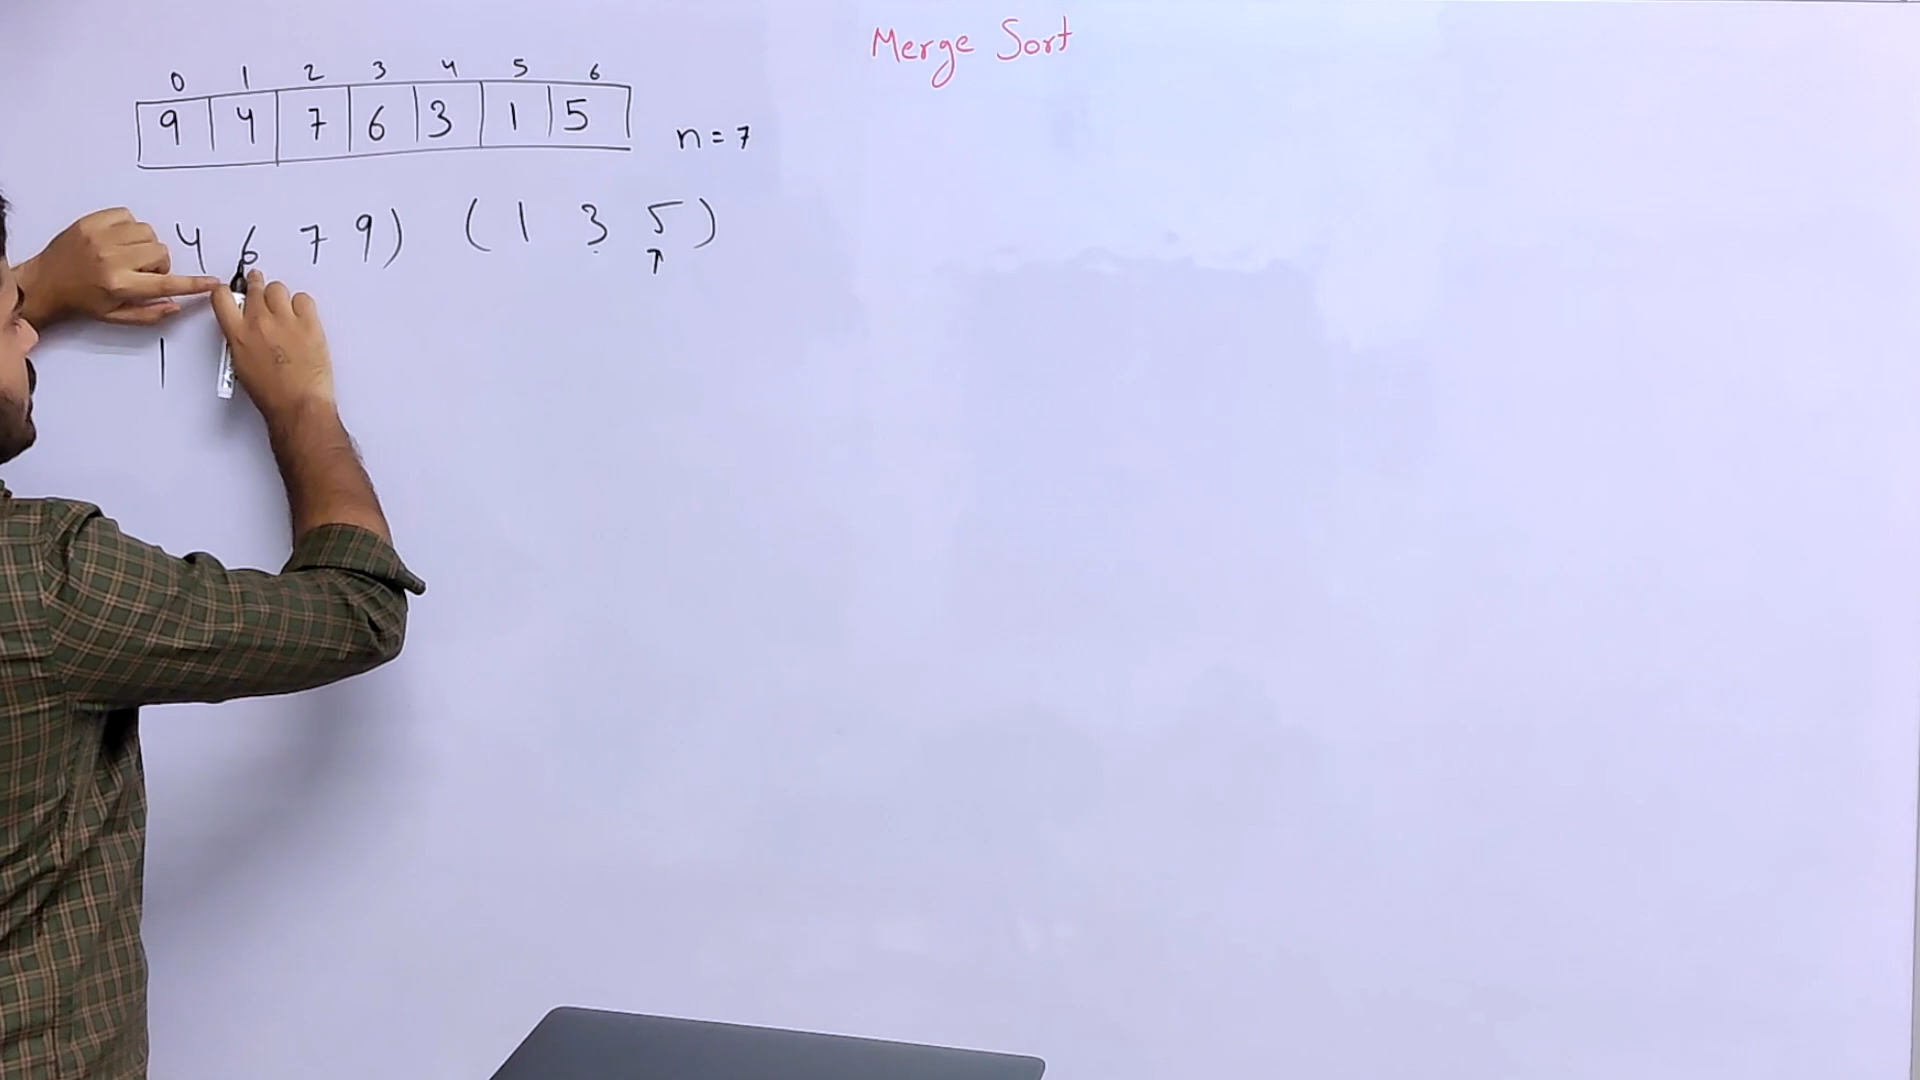 Merge Sort
0 1 2 3 4 5 6
9 4 7 6 3 1 5
n = 7
4 6 7 9) (1 3 5)
↑
1